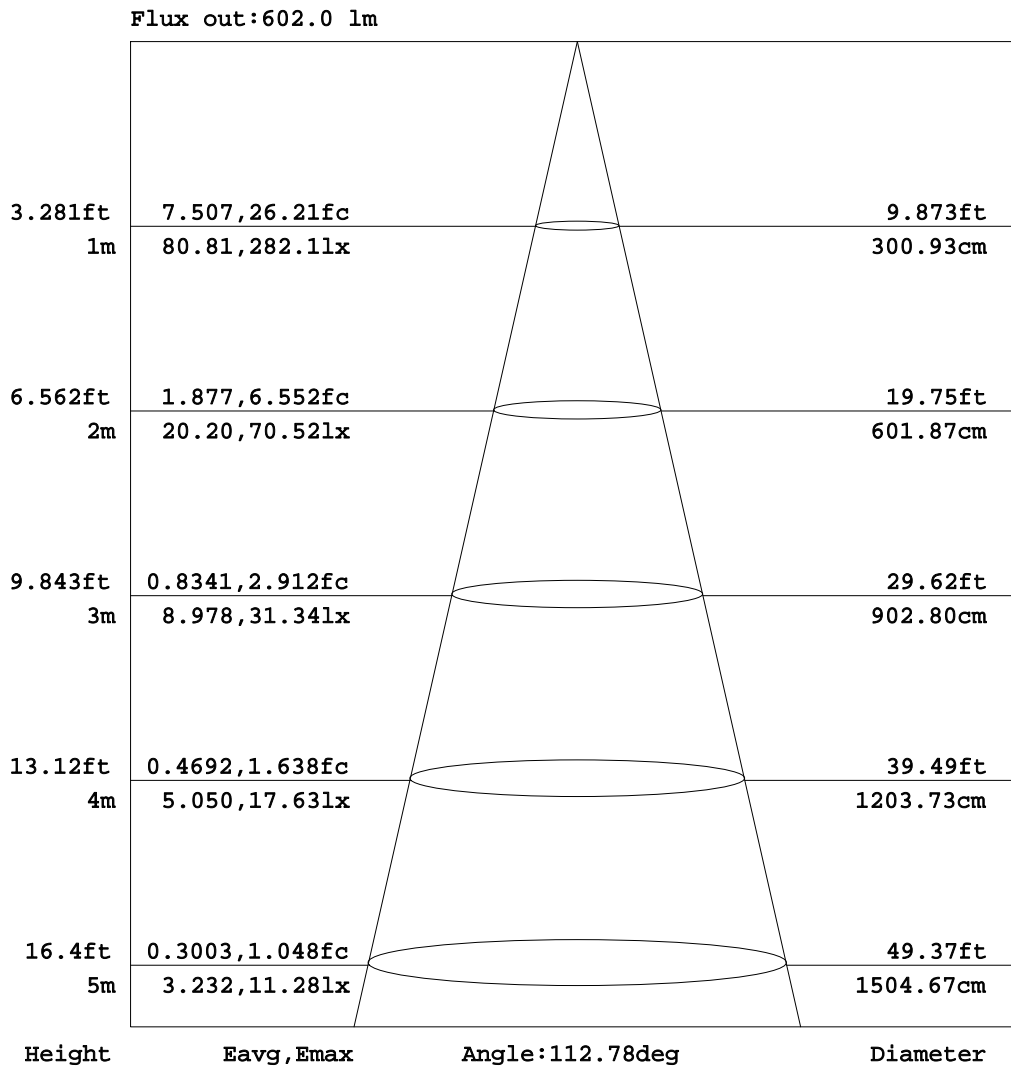 Flux out:602.0 lm
3.281ft 7.507,26.21fc 9.873ft
1m 80.81,282.1lx 300.93cm
6.562ft 1.877,6.552fc 19.75ft
2m 20.20,70.52lx 601.87cm
9.843ft 0.8341,2.912fc 29.62ft
3m 8.978,31.34lx 902.80cm
13.12ft 0.4692,1.638fc 39.49ft
4m 5.050,17.63lx 1203.73cm
16.4ft 0.3003,1.048fc 49.37ft
5m 3.232,11.28lx 1504.67cm
Height Eavg,Emax Angle:112.78deg Diameter